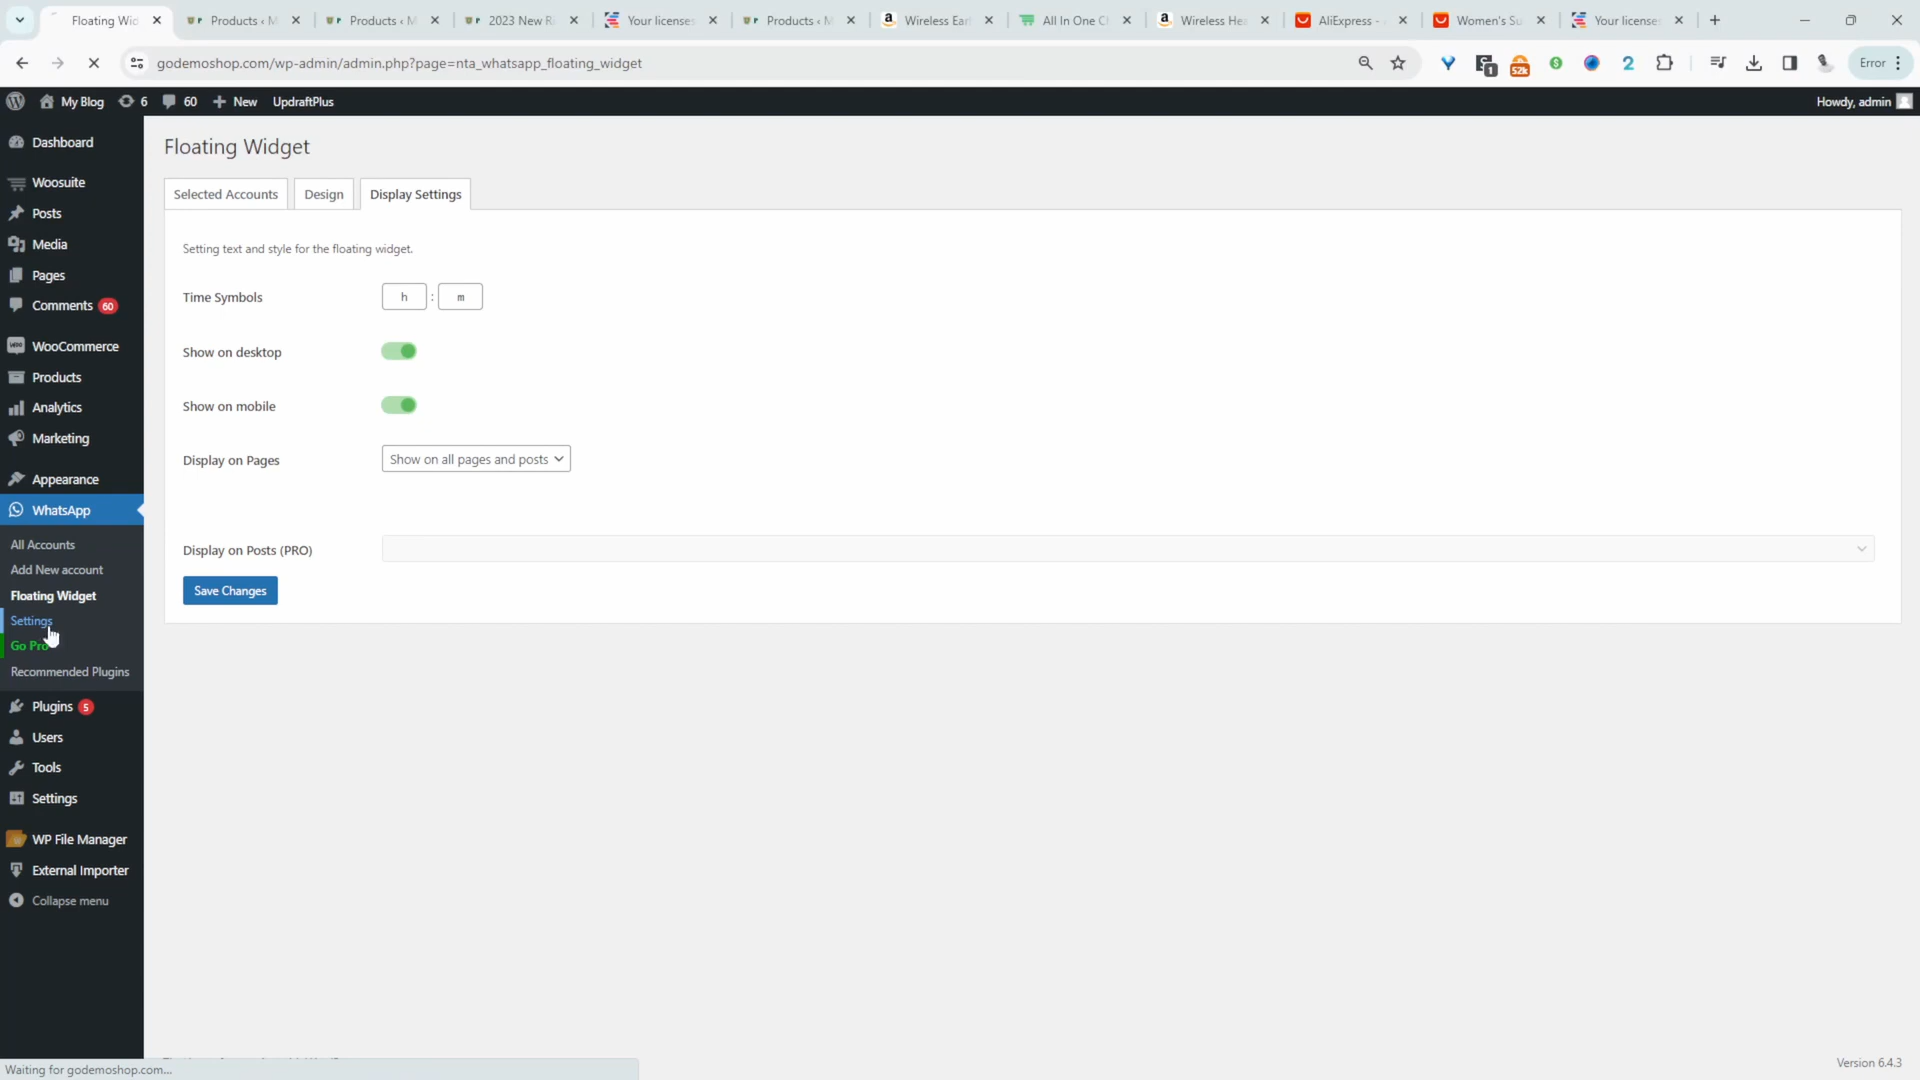 Floating Wid
Products ‹ M
Products ‹ M
2023 New R
Your licenses
Products ‹ M
Wireless Ear
All In One C
Wireless Hea
AliExpress -
Women's Su
Your licenses
godemoshop.com/wp-admin/admin.php?page=nta_whatsapp_floating_widget
1
52k
2
Error
My Blog
6
60
New
UpdraftPlus
Howdy, admin
Dashboard
Woosuite
Posts
Media
Pages
Comments 60
WooCommerce
Products
Analytics
Marketing
Appearance
WhatsApp
All Accounts
Add New account
Floating Widget
Settings
Go Pro
Recommended Plugins
Plugins 5
Users
Tools
Settings
WP File Manager
External Importer
Collapse menu
Floating Widget
Selected Accounts
Design
Display Settings
Setting text and style for the floating widget.
Time Symbols
h : m
Show on desktop
Show on mobile
Display on Pages
Show on all pages and posts
Display on Posts (PRO)
Save Changes
Waiting for godemoshop.com...
Version 6.4.3